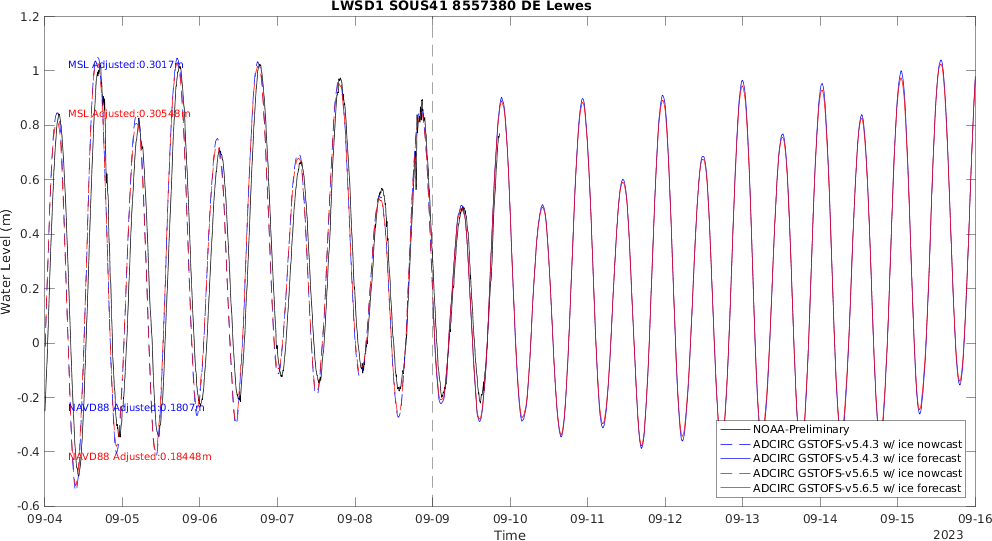 LWSD1 SOUS41 8557380 DE Lewes
1.2
1
0.8
0.6
0.4
0.2
0
-0.2
-0.4
-0.6
Water Level (m)
MSL Adjusted:0.3017m
MSL Adjusted:0.30548m
NAVD88 Adjusted:0.1807m
NAVD88 Adjusted:0.18448m
NOAA-Preliminary
ADCIRC GSTOFS-v5.4.3 w/ ice nowcast
ADCIRC GSTOFS-v5.4.3 w/ ice forecast
ADCIRC GSTOFS-v5.6.5 w/ ice nowcast
ADCIRC GSTOFS-v5.6.5 w/ ice forecast
09-04 09-05 09-06 09-07 09-08 09-09 09-10 09-11 09-12 09-13 09-14 09-15 09-16
Time
2023